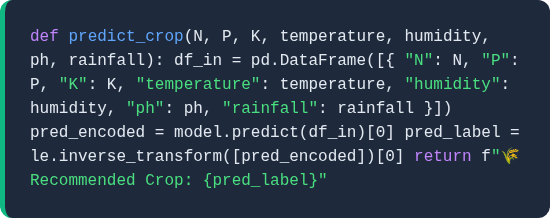 def predict_crop(N, P, K, temperature, humidity,
ph, rainfall): df_in = pd.DataFrame([{ "N": N, "P":
P, "K": K, "temperature": temperature, "humidity":
humidity, "ph": ph, "rainfall": rainfall }])
pred_encoded = model.predict(df_in)[0] pred_label =
le.inverse_transform([pred_encoded])[0] return f"🌾
Recommended Crop: {pred_label}"